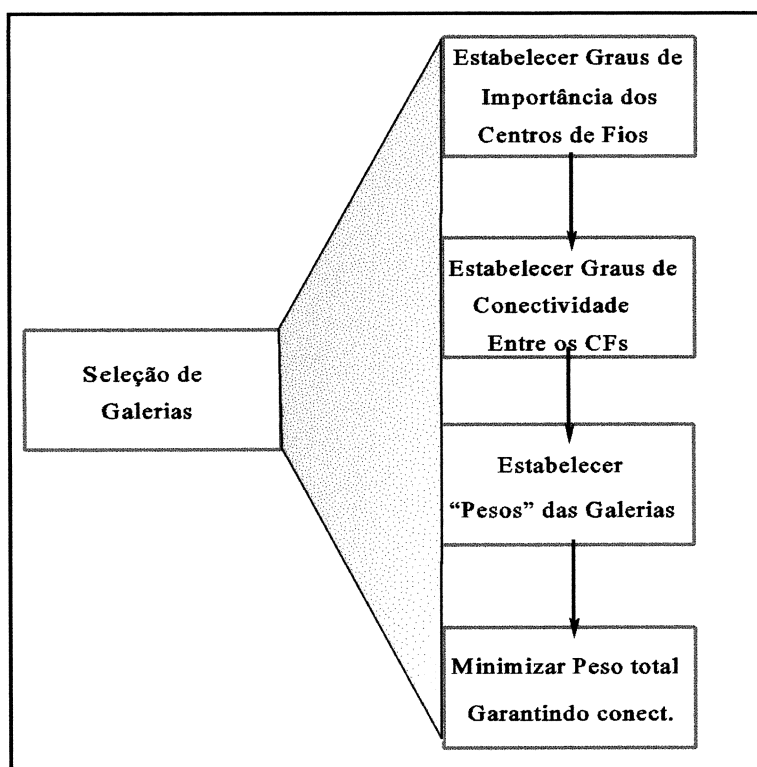 Estabelecer Graus de
Importância dos
Centros de Fios
Estabelecer Graus de
Conectividade
Entre os CFs
Seleção de
Galerias
Estabelecer
“Pesos” das Galerias
Minimizar Peso total
Garantindo conect.